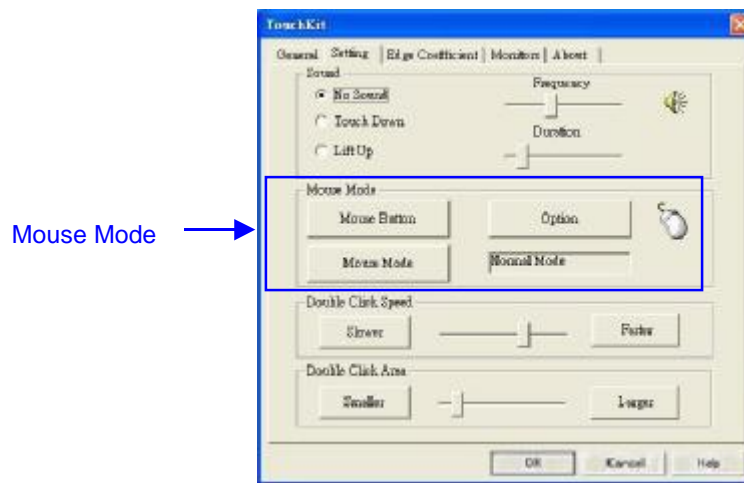 TouchKit
General Setting Edge Coefficient Monitors About
Sound
No Sound
Frequency
Touch Down
Duration
Lift Up
Mouse Mode
Mouse Mode
Mouse Button Option
Mouse Mode Normal Mode
Double Click Speed
Slower Faster
Double Click Area
Smaller Larger
OK Cancel Help